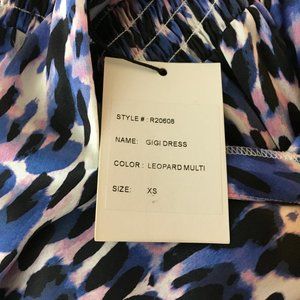 STYLE # : R20608
NAME: GIGI DRESS
COLOR : LEOPARD MULTI
SIZE: XS